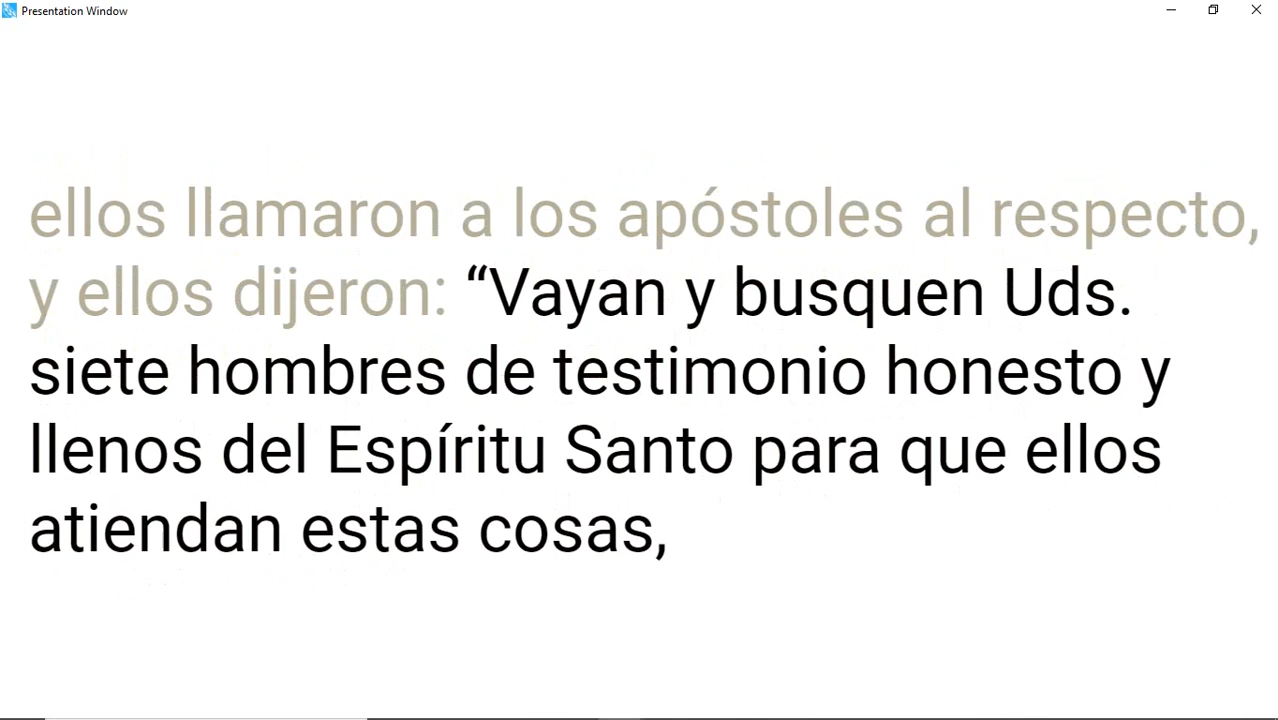 Presentation Window
ellos llamaron a los apóstoles al respecto,
y ellos dijeron: “Vayan y busquen Uds.
siete hombres de testimonio honesto y
llenos del Espíritu Santo para que ellos
atiendan estas cosas,